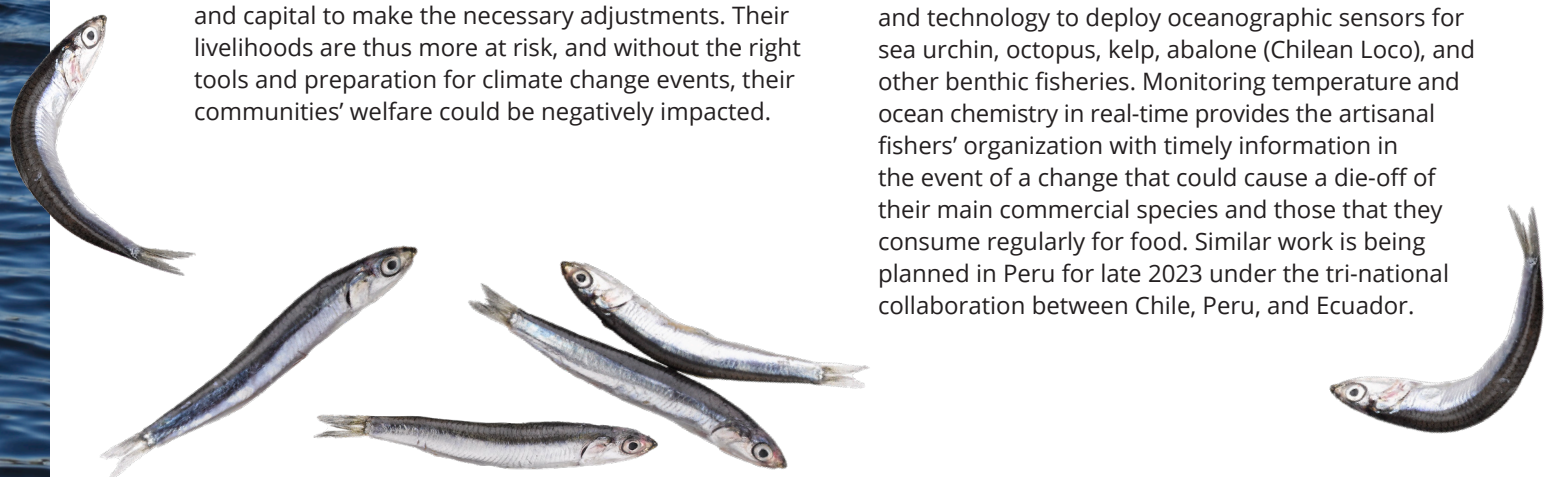 and capital to make the necessary adjustments. Their
livelihoods are thus more at risk, and without the right
tools and preparation for climate change events, their
communities’ welfare could be negatively impacted.
and technology to deploy oceanographic sensors for
sea urchin, octopus, kelp, abalone (Chilean Loco), and
other benthic fisheries. Monitoring temperature and
ocean chemistry in real-time provides the artisanal
fishers’ organization with timely information in
the event of a change that could cause a die-off of
their main commercial species and those that they
consume regularly for food. Similar work is being
planned in Peru for late 2023 under the tri-national
collaboration between Chile, Peru, and Ecuador.